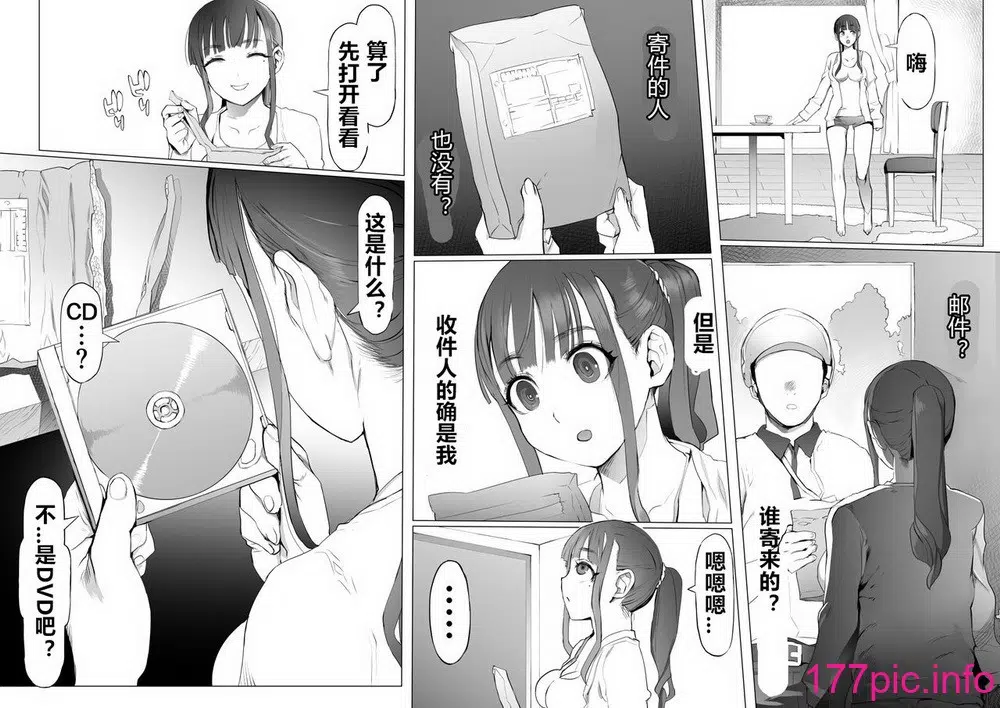 嗨
邮件？
谁寄来的？
寄件的人
也没有？
但是
收件人的确是我
嗯嗯嗯…
……
算了
先打开看看
这是什么？
CD
…？
不…是DVD吧？
177pic.info